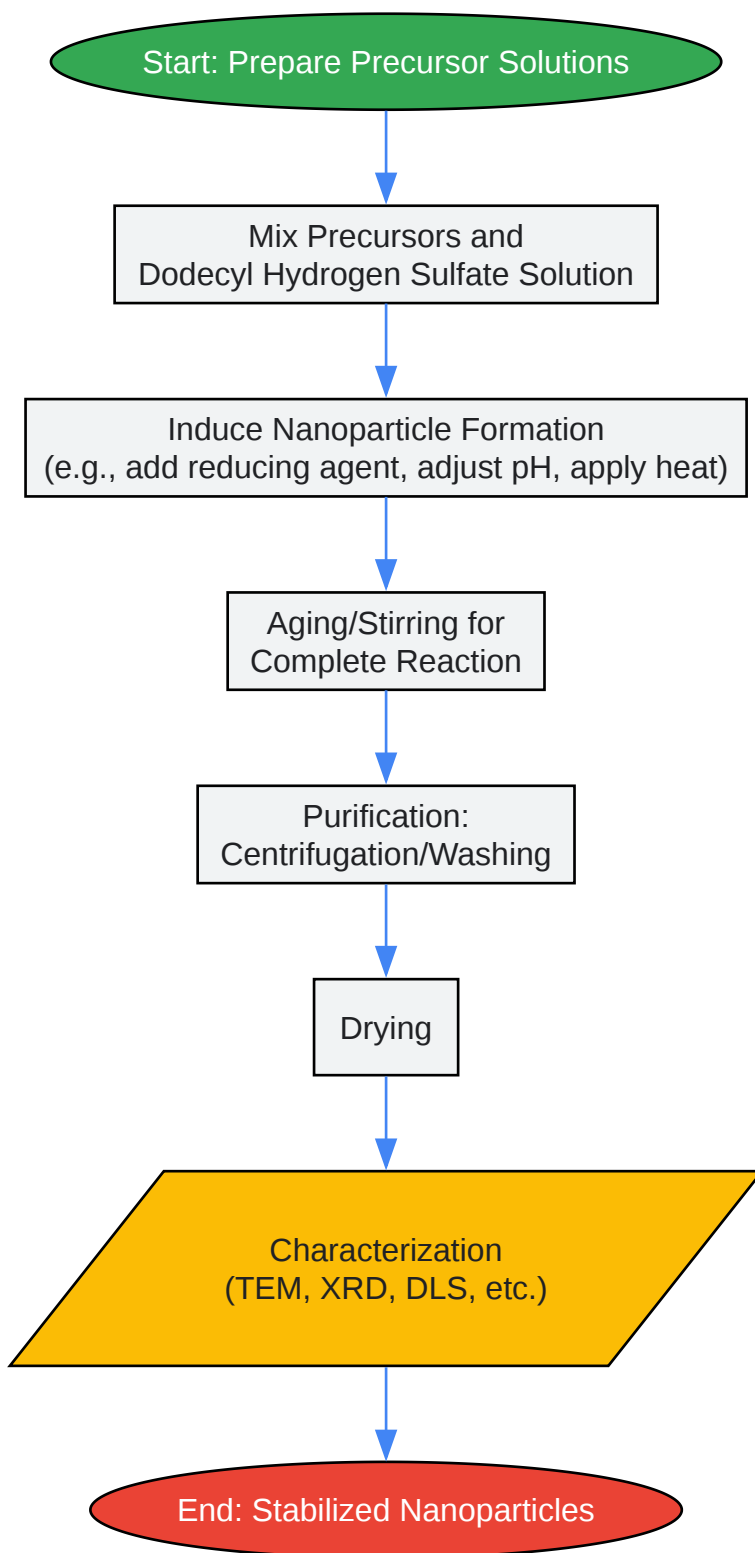 Start: Prepare Precursor Solutions
Mix Precursors and
Dodecyl Hydrogen Sulfate Solution
Induce Nanoparticle Formation
(e.g., add reducing agent, adjust pH, apply heat)
Aging/Stirring for
Complete Reaction
Purification:
Centrifugation/Washing
Drying
Characterization
(TEM, XRD, DLS, etc.)
End: Stabilized Nanoparticles